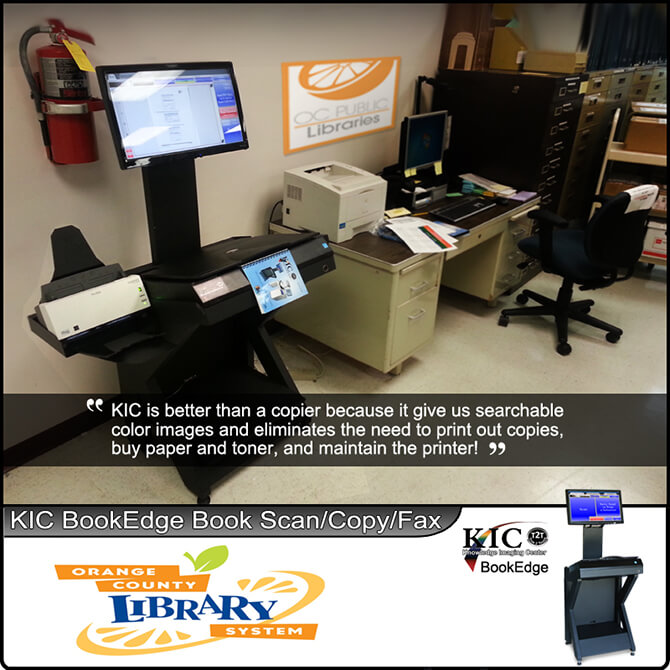 OC PUBLIC
Libraries
KIC
“ KIC is better than a copier because it give us searchable
color images and eliminates the need to print out copies,
buy paper and toner, and maintain the printer! ”
KIC BookEdge Book Scan/Copy/Fax
ORANGE
COUNTY
LIBRARY
SYSTEM
KIC
T2T
Knowledge Imaging Center
BookEdge